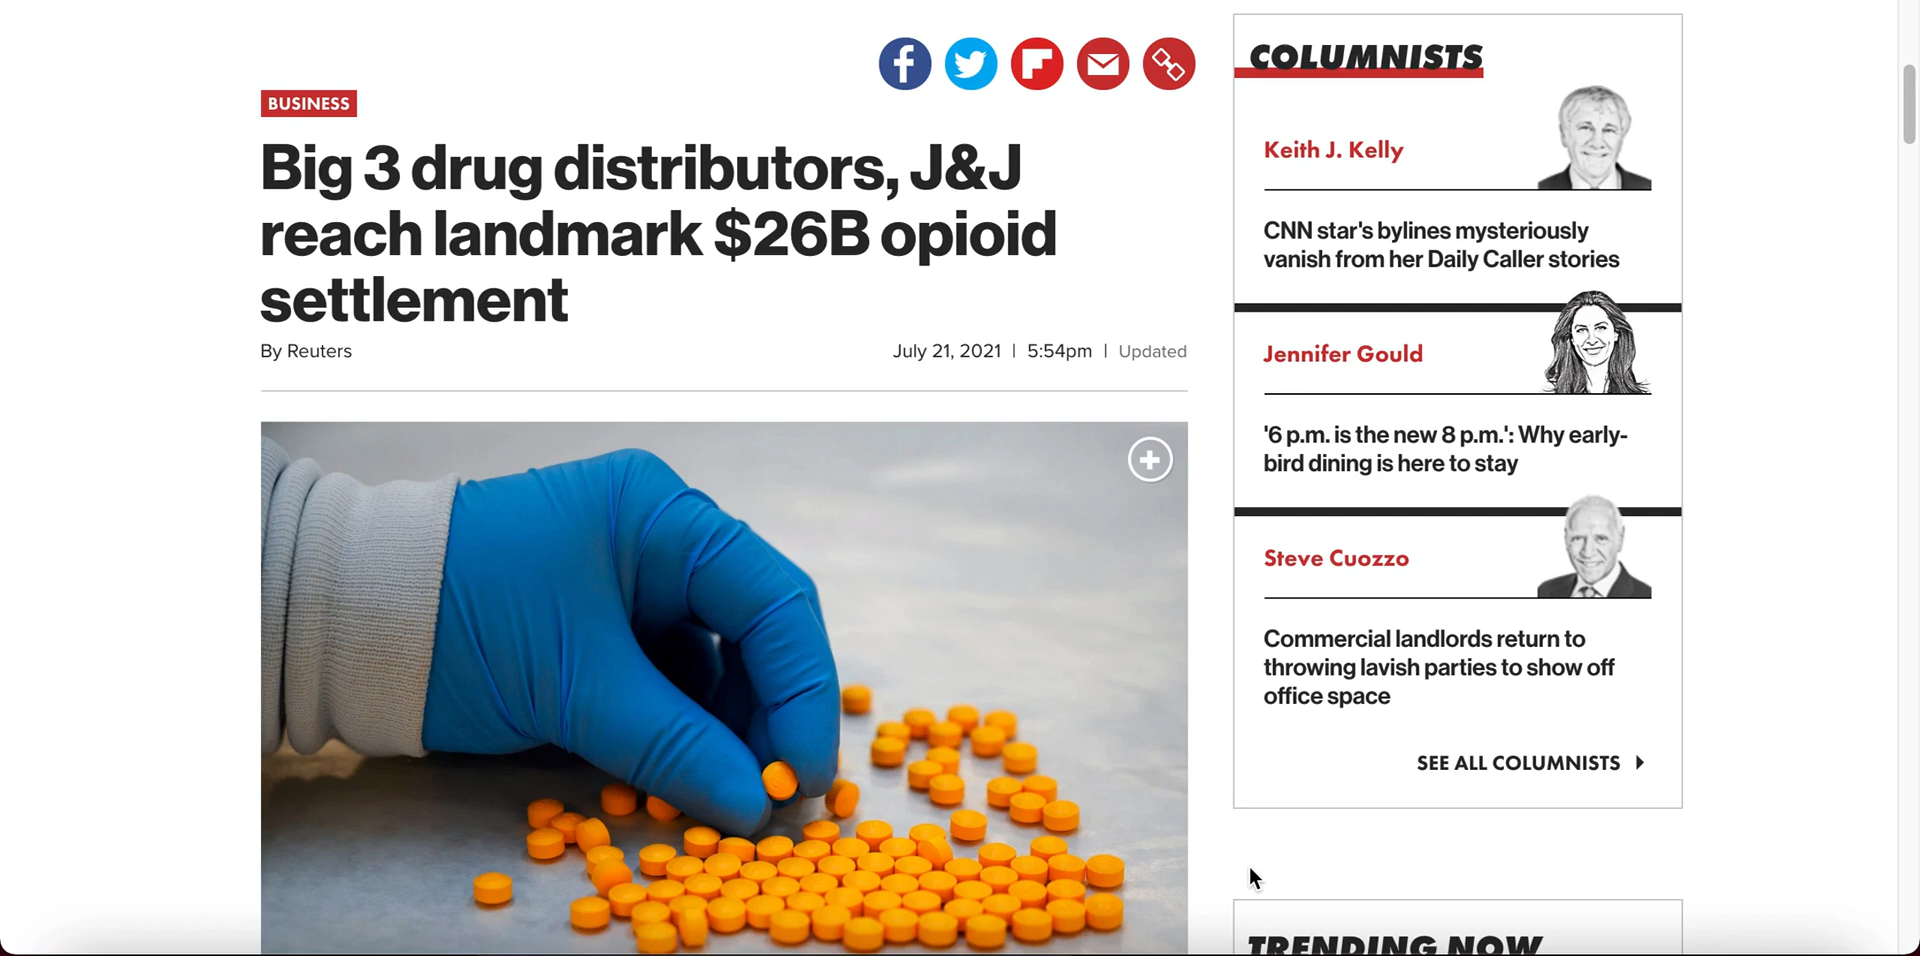 BUSINESS
Big 3 drug distributors, J&J
reach landmark $26B opioid
settlement
By Reuters
July 21, 2021 | 5:54pm | Updated
COLUMNISTS
Keith J. Kelly
CNN star's bylines mysteriously
vanish from her Daily Caller stories
Jennifer Gould
'6 p.m. is the new 8 p.m.': Why early-
bird dining is here to stay
Steve Cuozzo
Commercial landlords return to
throwing lavish parties to show off
office space
SEE ALL COLUMNISTS
TRENDING NOW